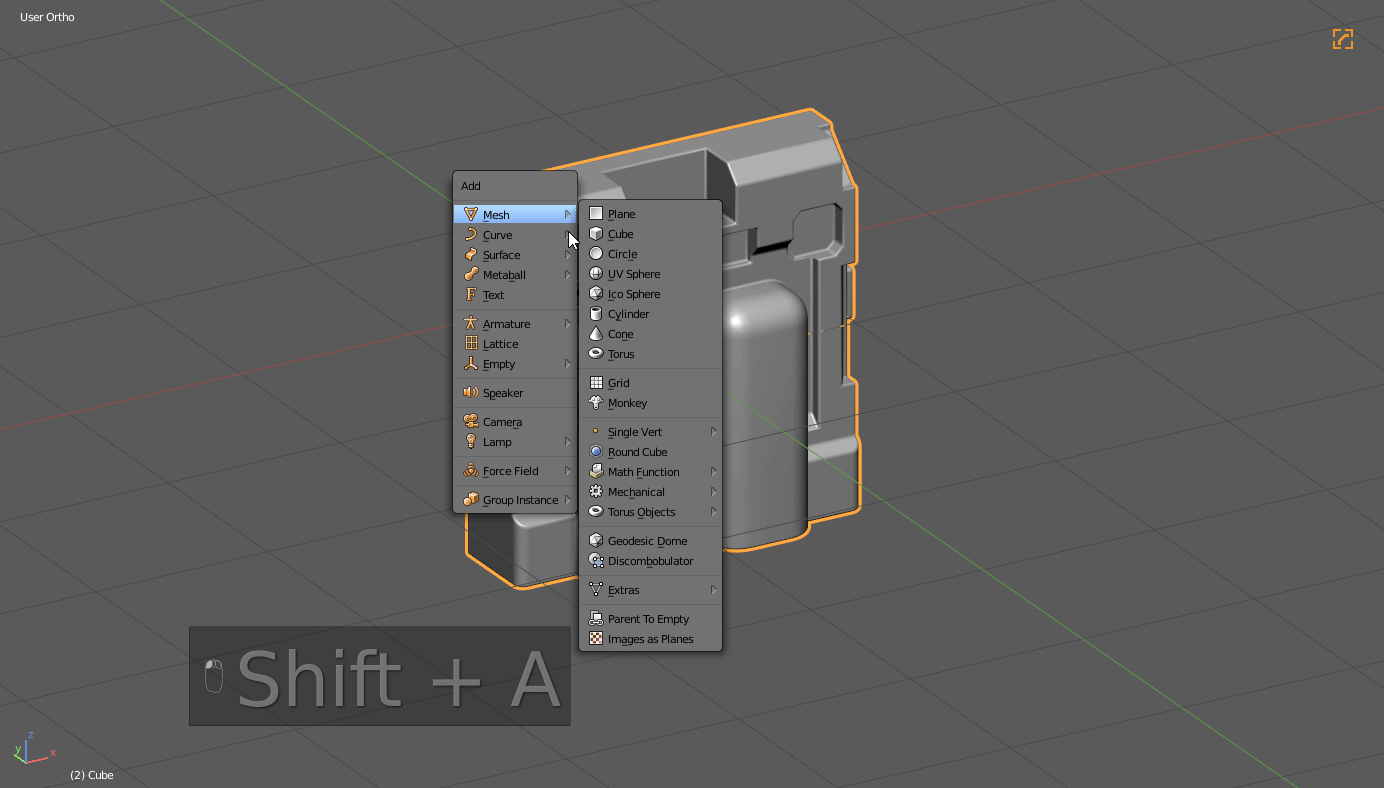 User Ortho
Add
Mesh
Curve
Surface
Metaball
Text
Armature
Lattice
Empty
Speaker
Camera
Lamp
Force Field
Group Instance
Plane
Cube
Circle
UV Sphere
Ico Sphere
Cylinder
Cone
Torus
Grid
Monkey
Single Vert
Round Cube
Math Function
Mechanical
Torus Objects
Geodesic Dome
Discombobulator
Extras
Parent To Empty
Images as Planes
Shift + A
z
y
x
(2) Cube